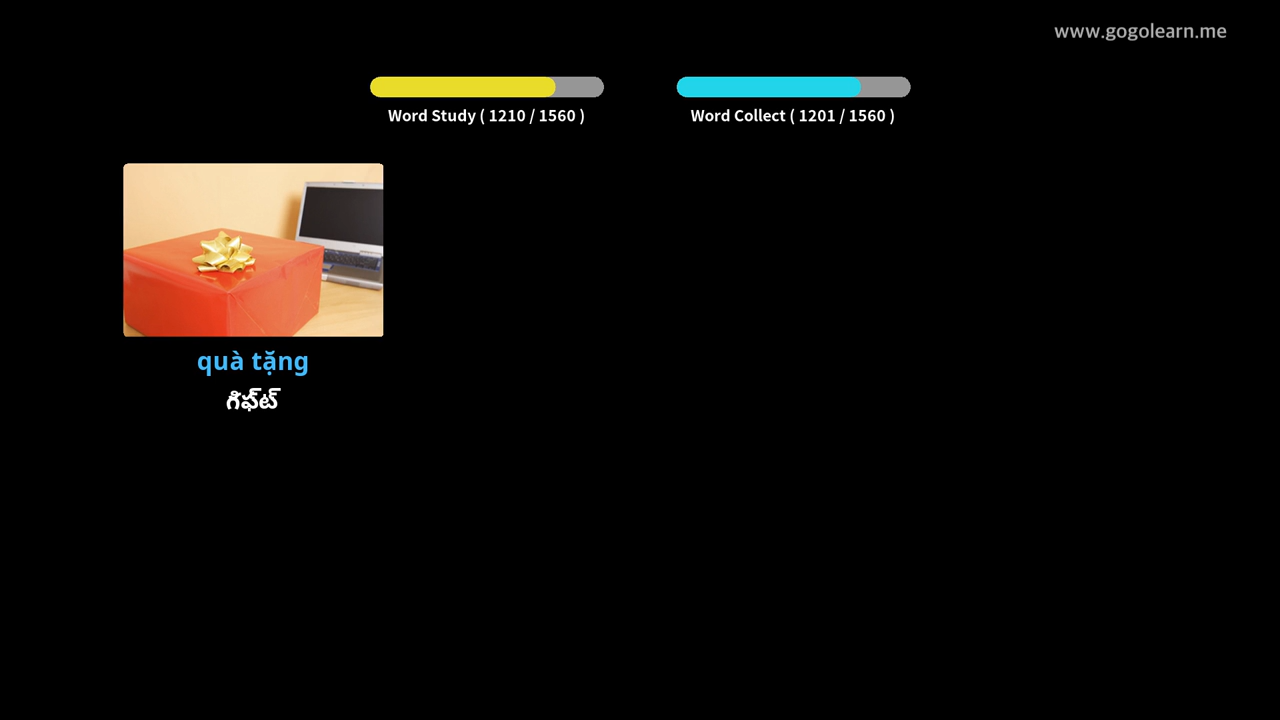 www.gogolearn.me
Word Study ( 1210 / 1560 )
Word Collect ( 1201 / 1560 )
quà tặng
గిఫ్ట్